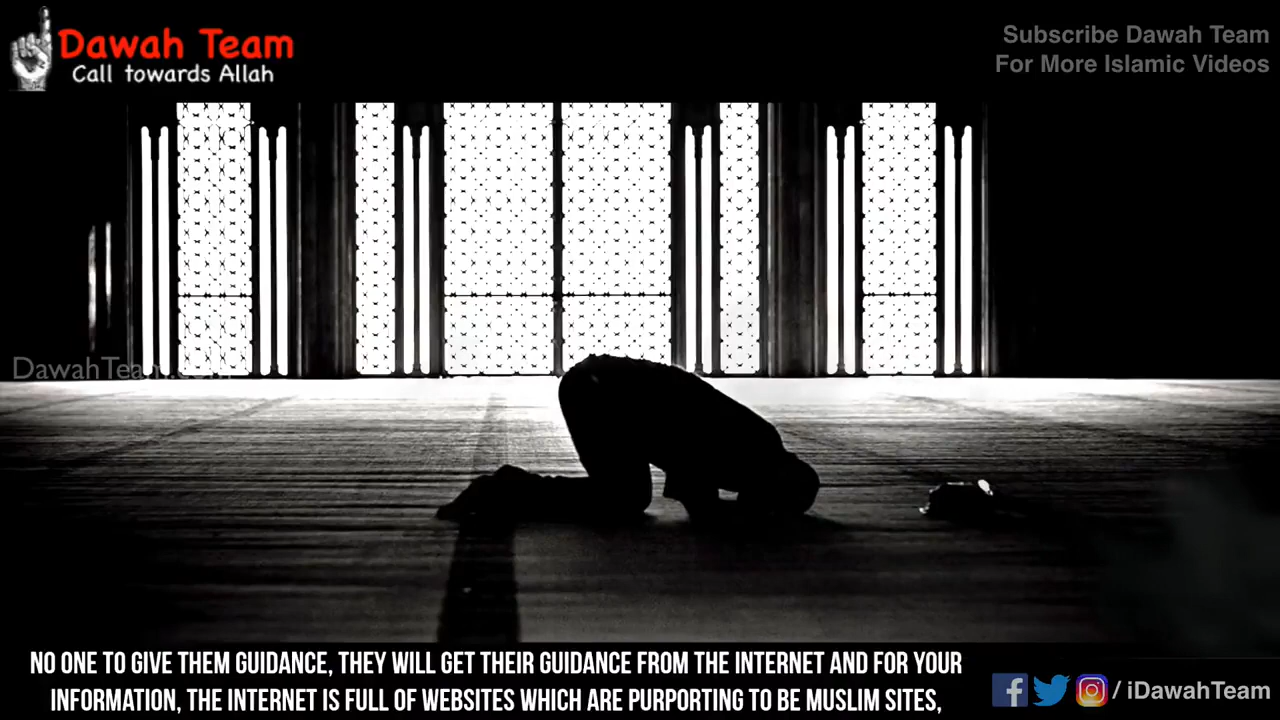 Dawah Team
Call towards Allah
Subscribe Dawah Team
For More Islamic Videos
DawahTeam.com
NO ONE TO GIVE THEM GUIDANCE, THEY WILL GET THEIR GUIDANCE FROM THE INTERNET AND FOR YOUR
INFORMATION, THE INTERNET IS FULL OF WEBSITES WHICH ARE PURPORTING TO BE MUSLIM SITES,
/ iDawahTeam